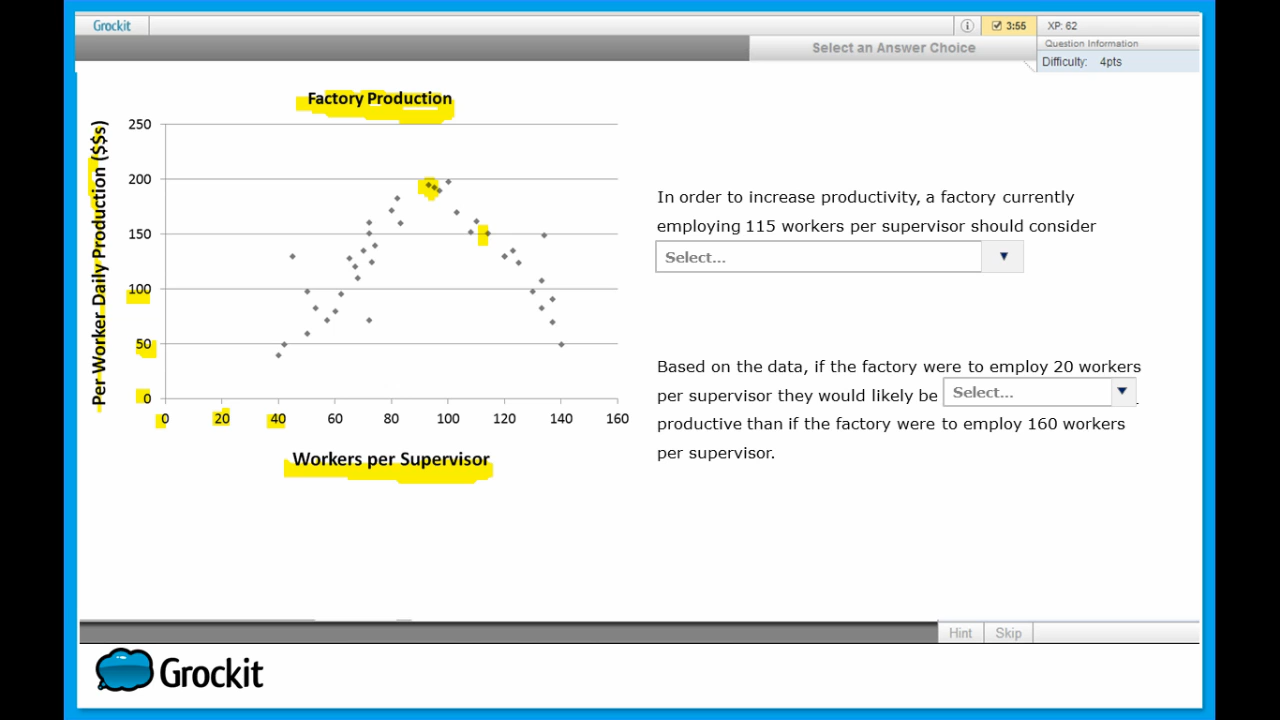 Grockit
3:55
XP: 62
Select an Answer Choice
Question Information
Difficulty: 4pts
Factory Production
Per Worker Daily Production ($$s)
250
200
150
100
50
0
0 20 40 60 80 100 120 140 160
Workers per Supervisor
In order to increase productivity, a factory currently
employing 115 workers per supervisor should consider
Select...
Based on the data, if the factory were to employ 20 workers
per supervisor they would likely be Select... .
productive than if the factory were to employ 160 workers
per supervisor.
Hint Skip
Grockit